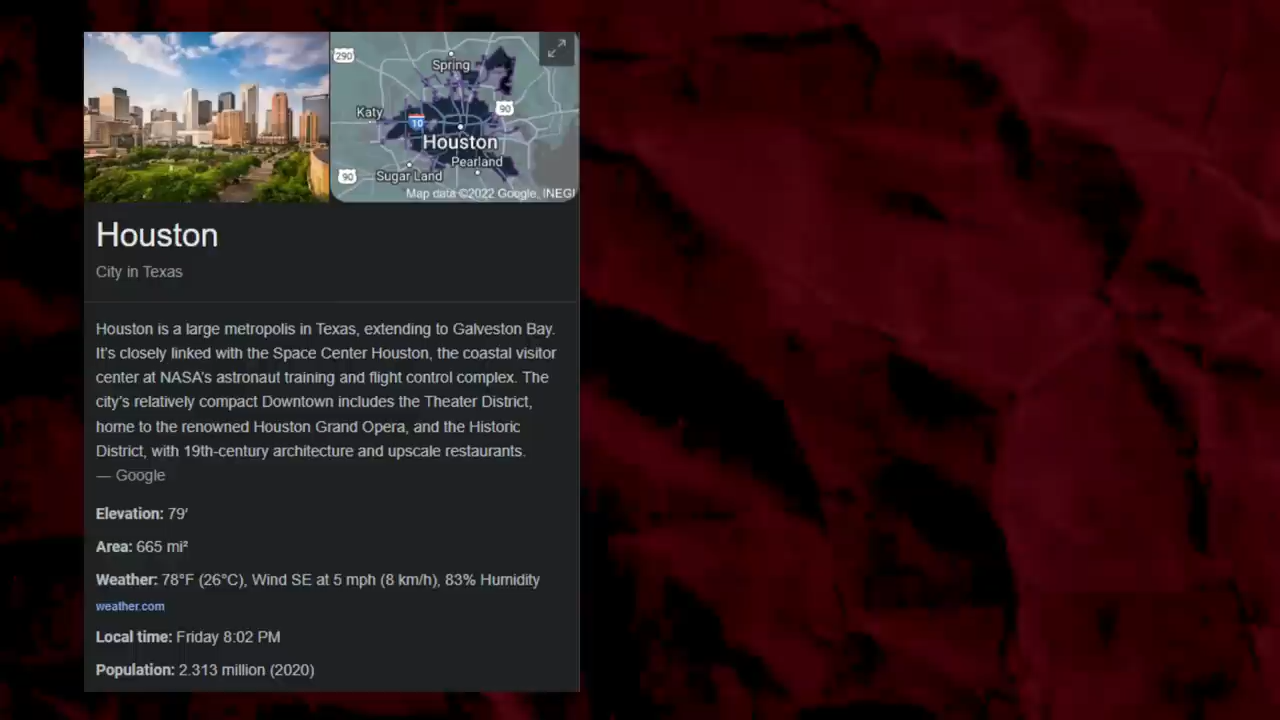 290
Spring
90
Katy
10
Houston
Pearland
90
Sugar Land
Map data ©2022 Google, INEGI
Houston
City in Texas
Houston is a large metropolis in Texas, extending to Galveston Bay.
It's closely linked with the Space Center Houston, the coastal visitor
center at NASA's astronaut training and flight control complex. The
city's relatively compact Downtown includes the Theater District,
home to the renowned Houston Grand Opera, and the Historic
District, with 19th-century architecture and upscale restaurants.
— Google
Elevation: 79′
Area: 665 mi²
Weather: 78°F (26°C), Wind SE at 5 mph (8 km/h), 83% Humidity
weather.com
Local time: Friday 8:02 PM
Population: 2.313 million (2020)